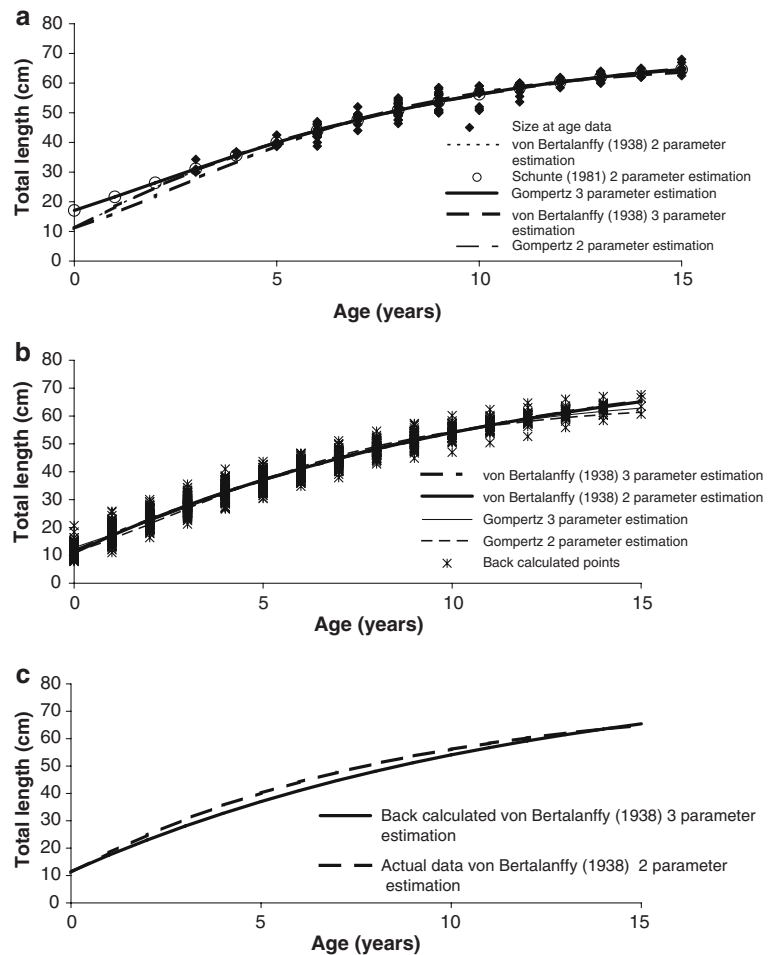 a
80
70
60
50
40
30
20
10
0
Total length (cm)
Size at age data
von Bertalanffy (1938) 2 parameter
estimation
Schunte (1981) 2 parameter estimation
Gompertz 3 parameter estimation
von Bertalanffy (1938) 3 parameter
estimation
Gompertz 2 parameter estimation
0 5 10 15
Age (years)
b
80
70
60
50
40
30
20
10
0
Total length (cm)
von Bertalanffy (1938) 3 parameter estimation
von Bertalanffy (1938) 2 parameter estimation
Gompertz 3 parameter estimation
Gompertz 2 parameter estimation
Back calculated points
0 5 10 15
Age (years)
c
80
70
60
50
40
30
20
10
0
Total length (cm)
Back calculated von Bertalanffy (1938) 3 parameter
estimation
Actual data von Bertalanffy (1938) 2 parameter
estimation
0 5 10 15
Age (years)